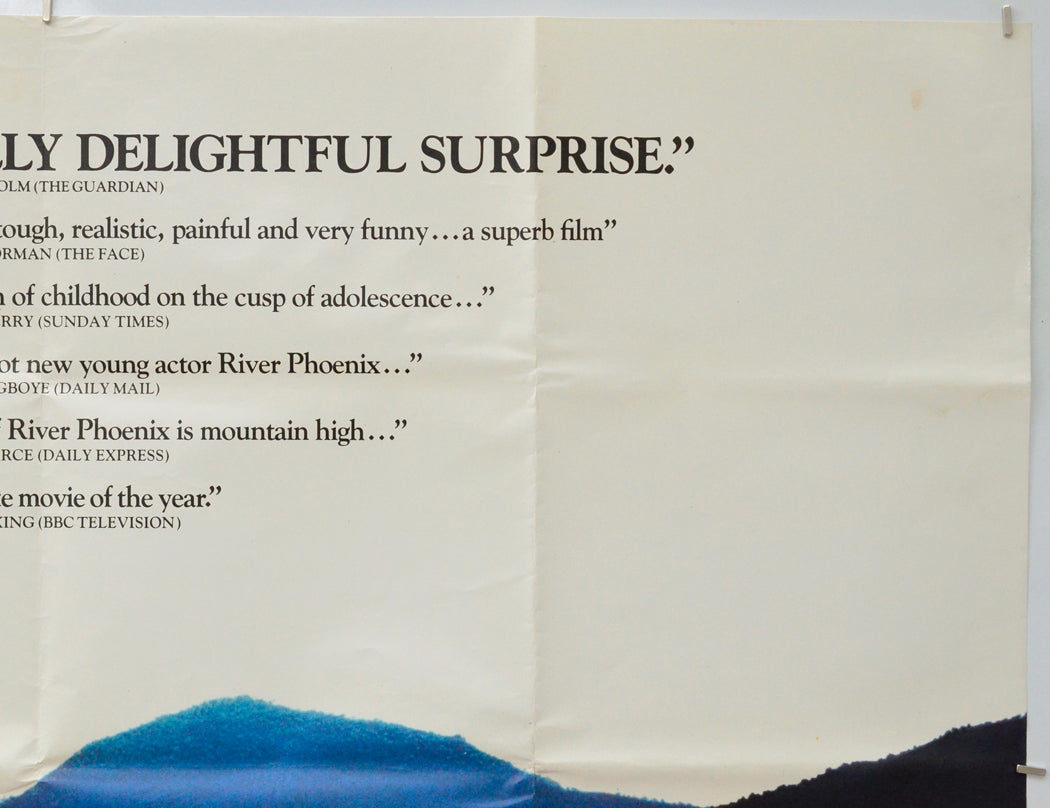 LLY DELIGHTFUL SURPRISE.”
OLM (THE GUARDIAN)
tough, realistic, painful and very funny...a superb film”
ORMAN (THE FACE)
n of childhood on the cusp of adolescence...”
RRY (SUNDAY TIMES)
ot new young actor River Phoenix...”
GBOYE (DAILY MAIL)
f River Phoenix is mountain high...”
RCE (DAILY EXPRESS)
te movie of the year.”
KING (BBC TELEVISION)